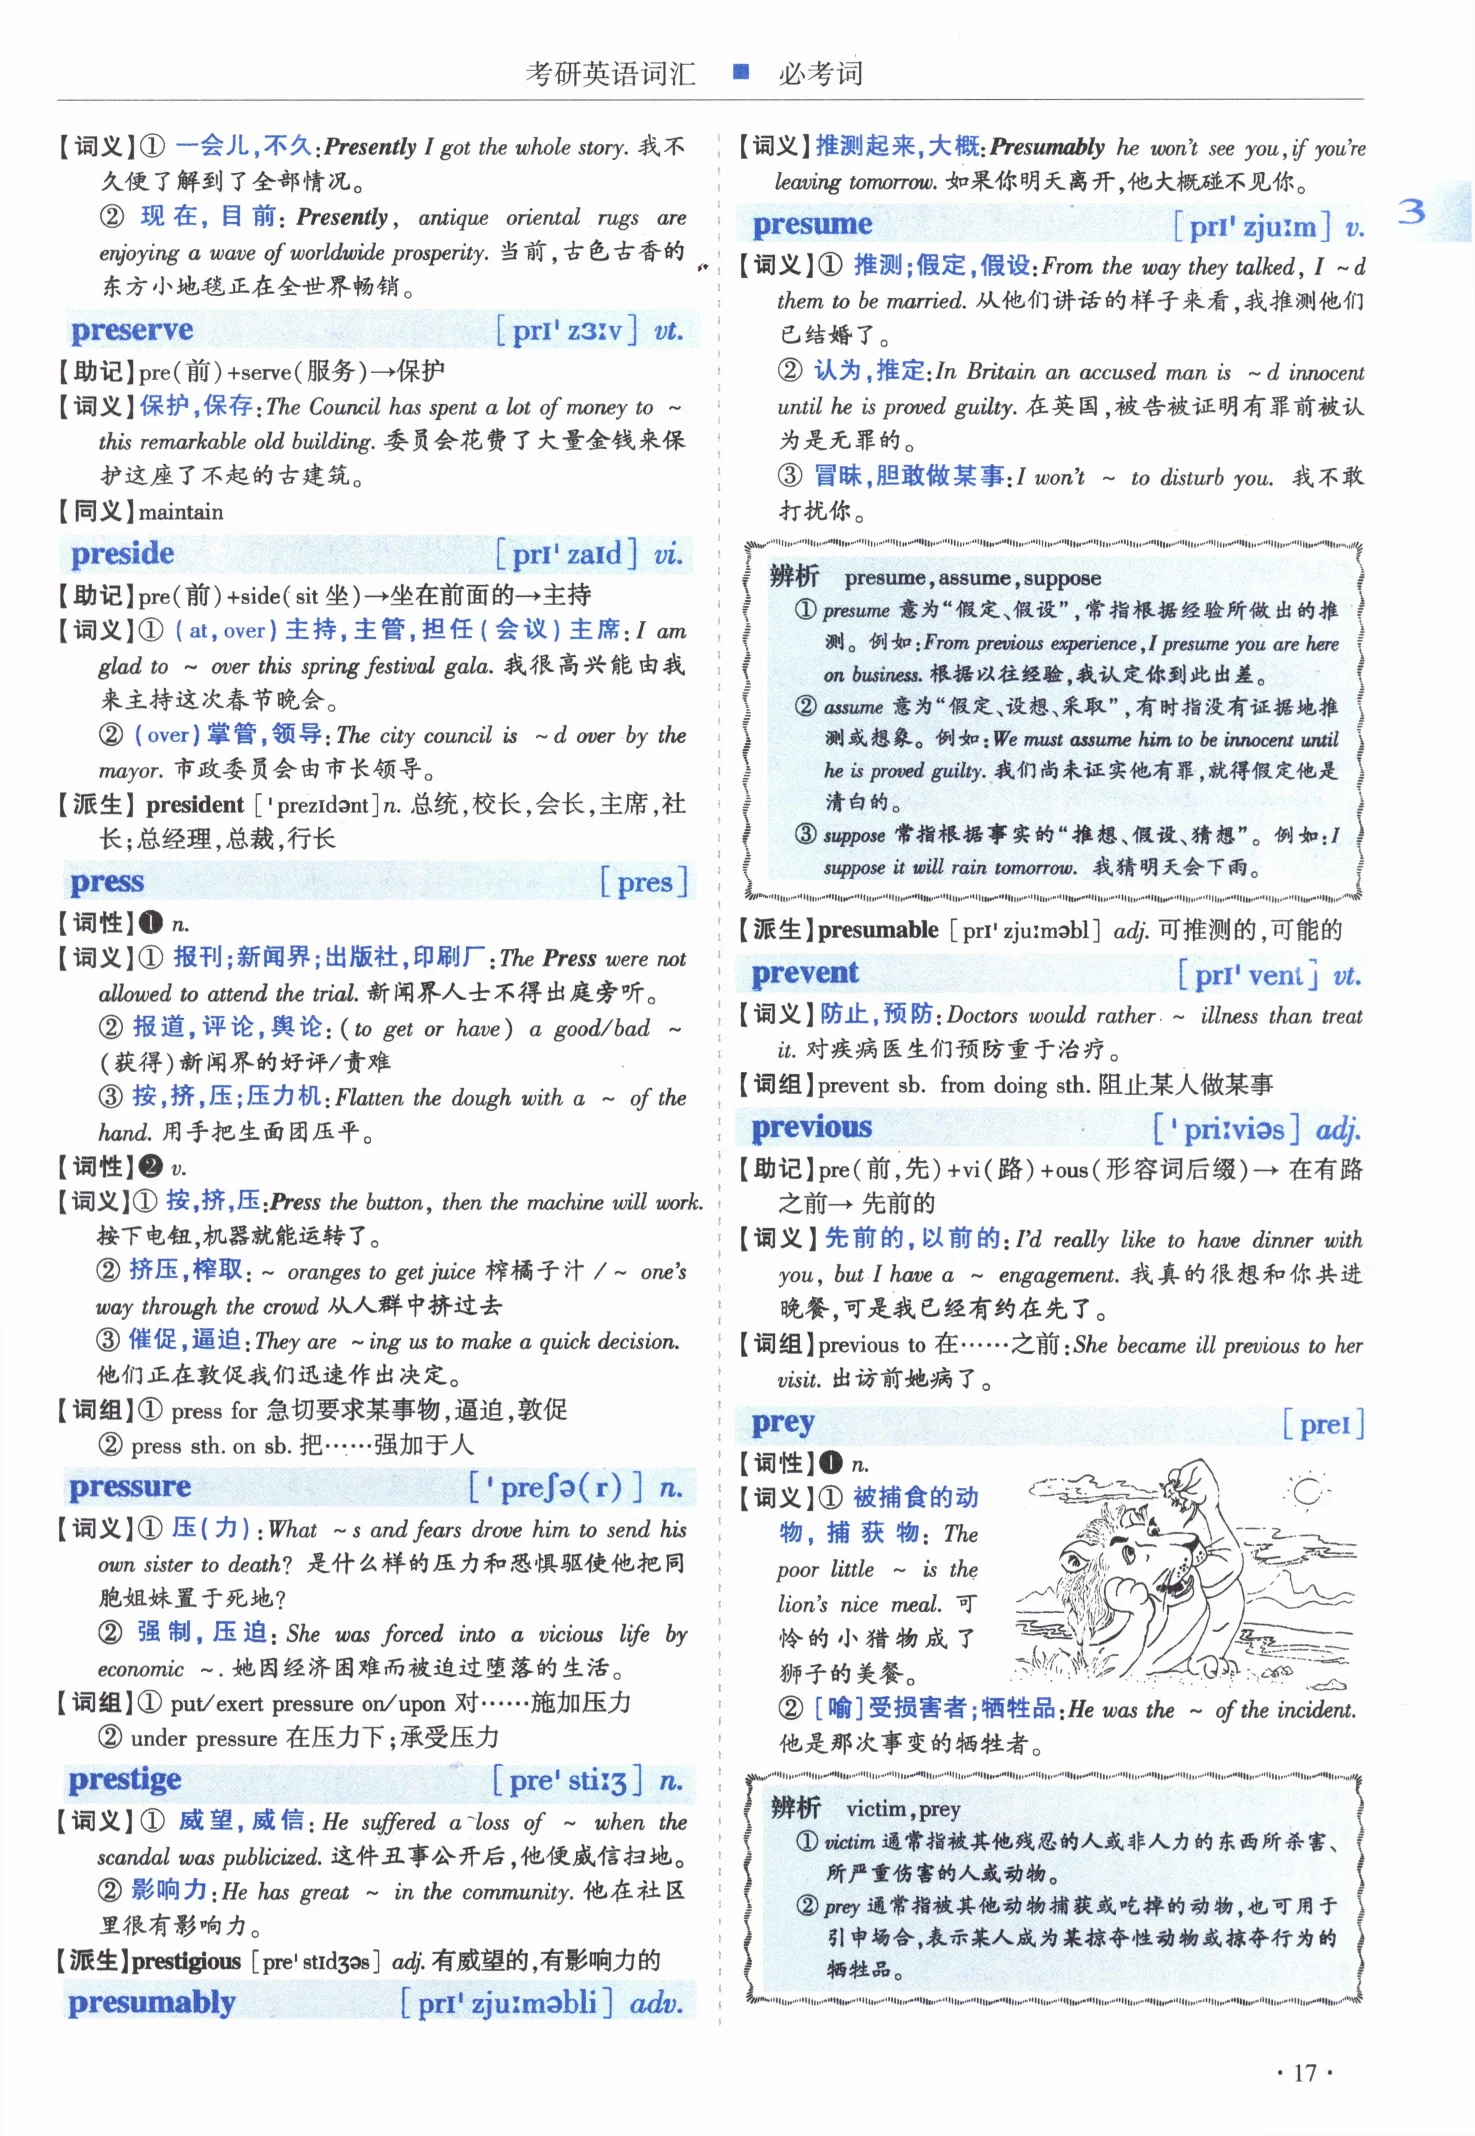 考研英语词汇 ■ 必考词
【词义】① 一会儿,不久:Presently I got the whole story. 我不
久便了解到了全部情况。
② 现在,目前: Presently, antique oriental rugs are
enjoying a wave of worldwide prosperity. 当前,古色古香的
东方小地毯正在全世界畅销。
preserve [prɪˈzɜːv] vt.
【助记】pre(前)+serve(服务)→保护
【词义】保护,保存:The Council has spent a lot of money to ~
this remarkable old building. 委员会花费了大量金钱来保
护这座了不起的古建筑。
【同义】maintain
preside [prɪˈzaɪd] vi.
【助记】pre(前)+side(sit 坐)→坐在前面的→主持
【词义】① (at,over)主持,主管,担任(会议)主席:I am
glad to ~ over this spring festival gala. 我很高兴能由我
来主持这次春节晚会。
② (over)掌管,领导:The city council is ~d over by the
mayor. 市政委员会由市长领导。
【派生】president [ˈprezɪdənt]n. 总统,校长,会长,主席,社
长;总经理,总裁,行长
press [pres]
【词性】❶ n.
【词义】① 报刊;新闻界;出版社,印刷厂:The Press were not
allowed to attend the trial. 新闻界人士不得出庭旁听。
② 报道,评论,舆论:(to get or have) a good/bad ~
(获得)新闻界的好评/责难
③ 按,挤,压;压力机:Flatten the dough with a ~ of the
hand. 用手把生面团压平。
【词性】❷ v.
【词义】① 按,挤,压:Press the button, then the machine will work.
按下电钮,机器就能运转了。
② 挤压,榨取: ~ oranges to get juice 榨橘子汁 / ~ one's
way through the crowd 从人群中挤过去
③ 催促,逼迫:They are ~ing us to make a quick decision.
他们正在敦促我们迅速作出决定。
【词组】① press for 急切要求某事物,逼迫,敦促
② press sth. on sb. 把……强加于人
pressure [ˈpreʃə(r)] n.
【词义】① 压(力):What ~s and fears drove him to send his
own sister to death? 是什么样的压力和恐惧驱使他把同
胞姐妹置于死地?
② 强制,压迫: She was forced into a vicious life by
economic ~. 她因经济困难而被迫过堕落的生活。
【词组】① put/exert pressure on/upon 对……施加压力
② under pressure 在压力下;承受压力
prestige [preˈstiːʒ] n.
【词义】① 威望,威信: He suffered a loss of ~ when the
scandal was publicized. 这件丑事公开后,他便威信扫地。
② 影响力:He has great ~ in the community. 他在社区
里很有影响力。
【派生】prestigious [preˈstɪdʒəs] adj. 有威望的,有影响力的
presumably [prɪˈzjuːməbli] adv.
【词义】推测起来,大概:Presumably he won't see you, if you're
leaving tomorrow. 如果你明天离开,他大概碰不见你。
presume [prɪˈzjuːm] v.
3
【词义】① 推测;假定,假设:From the way they talked, I ~d
them to be married. 从他们讲话的样子来看,我推测他们
已结婚了。
② 认为,推定:In Britain an accused man is ~d innocent
until he is proved guilty. 在英国,被告被证明有罪前被认
为是无罪的。
③ 冒昧,胆敢做某事:I won't ~ to disturb you. 我不敢
打扰你。
辨析 presume,assume,suppose
① presume 意为“假定、假设”,常指根据经验所做出的推
测。例如:From previous experience,I presume you are here
on business. 根据以往经验,我认定你到此出差。
② assume 意为“假定、设想、采取”,有时指没有证据地推
测或想象。例如:We must assume him to be innocent until
he is proved guilty. 我们尚未证实他有罪,就得假定他是
清白的。
③ suppose 常指根据事实的“推想、假设、猜想”。例如:I
suppose it will rain tomorrow. 我猜明天会下雨。
【派生】presumable [prɪˈzjuːməbl] adj. 可推测的,可能的
prevent [prɪˈvent] vt.
【词义】防止,预防:Doctors would rather ~ illness than treat
it. 对疾病医生们预防重于治疗。
【词组】prevent sb. from doing sth. 阻止某人做某事
previous [ˈpriːviəs] adj.
【助记】pre(前,先)+vi(路)+ous(形容词后缀)→ 在有路
之前→ 先前的
【词义】先前的,以前的:I'd really like to have dinner with
you, but I have a ~ engagement. 我真的很想和你共进
晚餐,可是我已经有约在先了。
【词组】previous to 在……之前:She became ill previous to her
visit. 出访前她病了。
prey [preɪ]
【词性】❶ n.
【词义】① 被捕食的动
物,捕获物: The
poor little ~ is the
lion's nice meal. 可
怜的小猎物成了
狮子的美餐。
② [喻]受损害者;牺牲品:He was the ~ of the incident.
他是那次事变的牺牲者。
辨析 victim,prey
① victim 通常指被其他残忍的人或非人力的东西所杀害、
所严重伤害的人或动物。
② prey 通常指被其他动物捕获或吃掉的动物,也可用于
引申场合,表示某人成为某掠夺性动物或掠夺行为的
牺牲品。
·17·